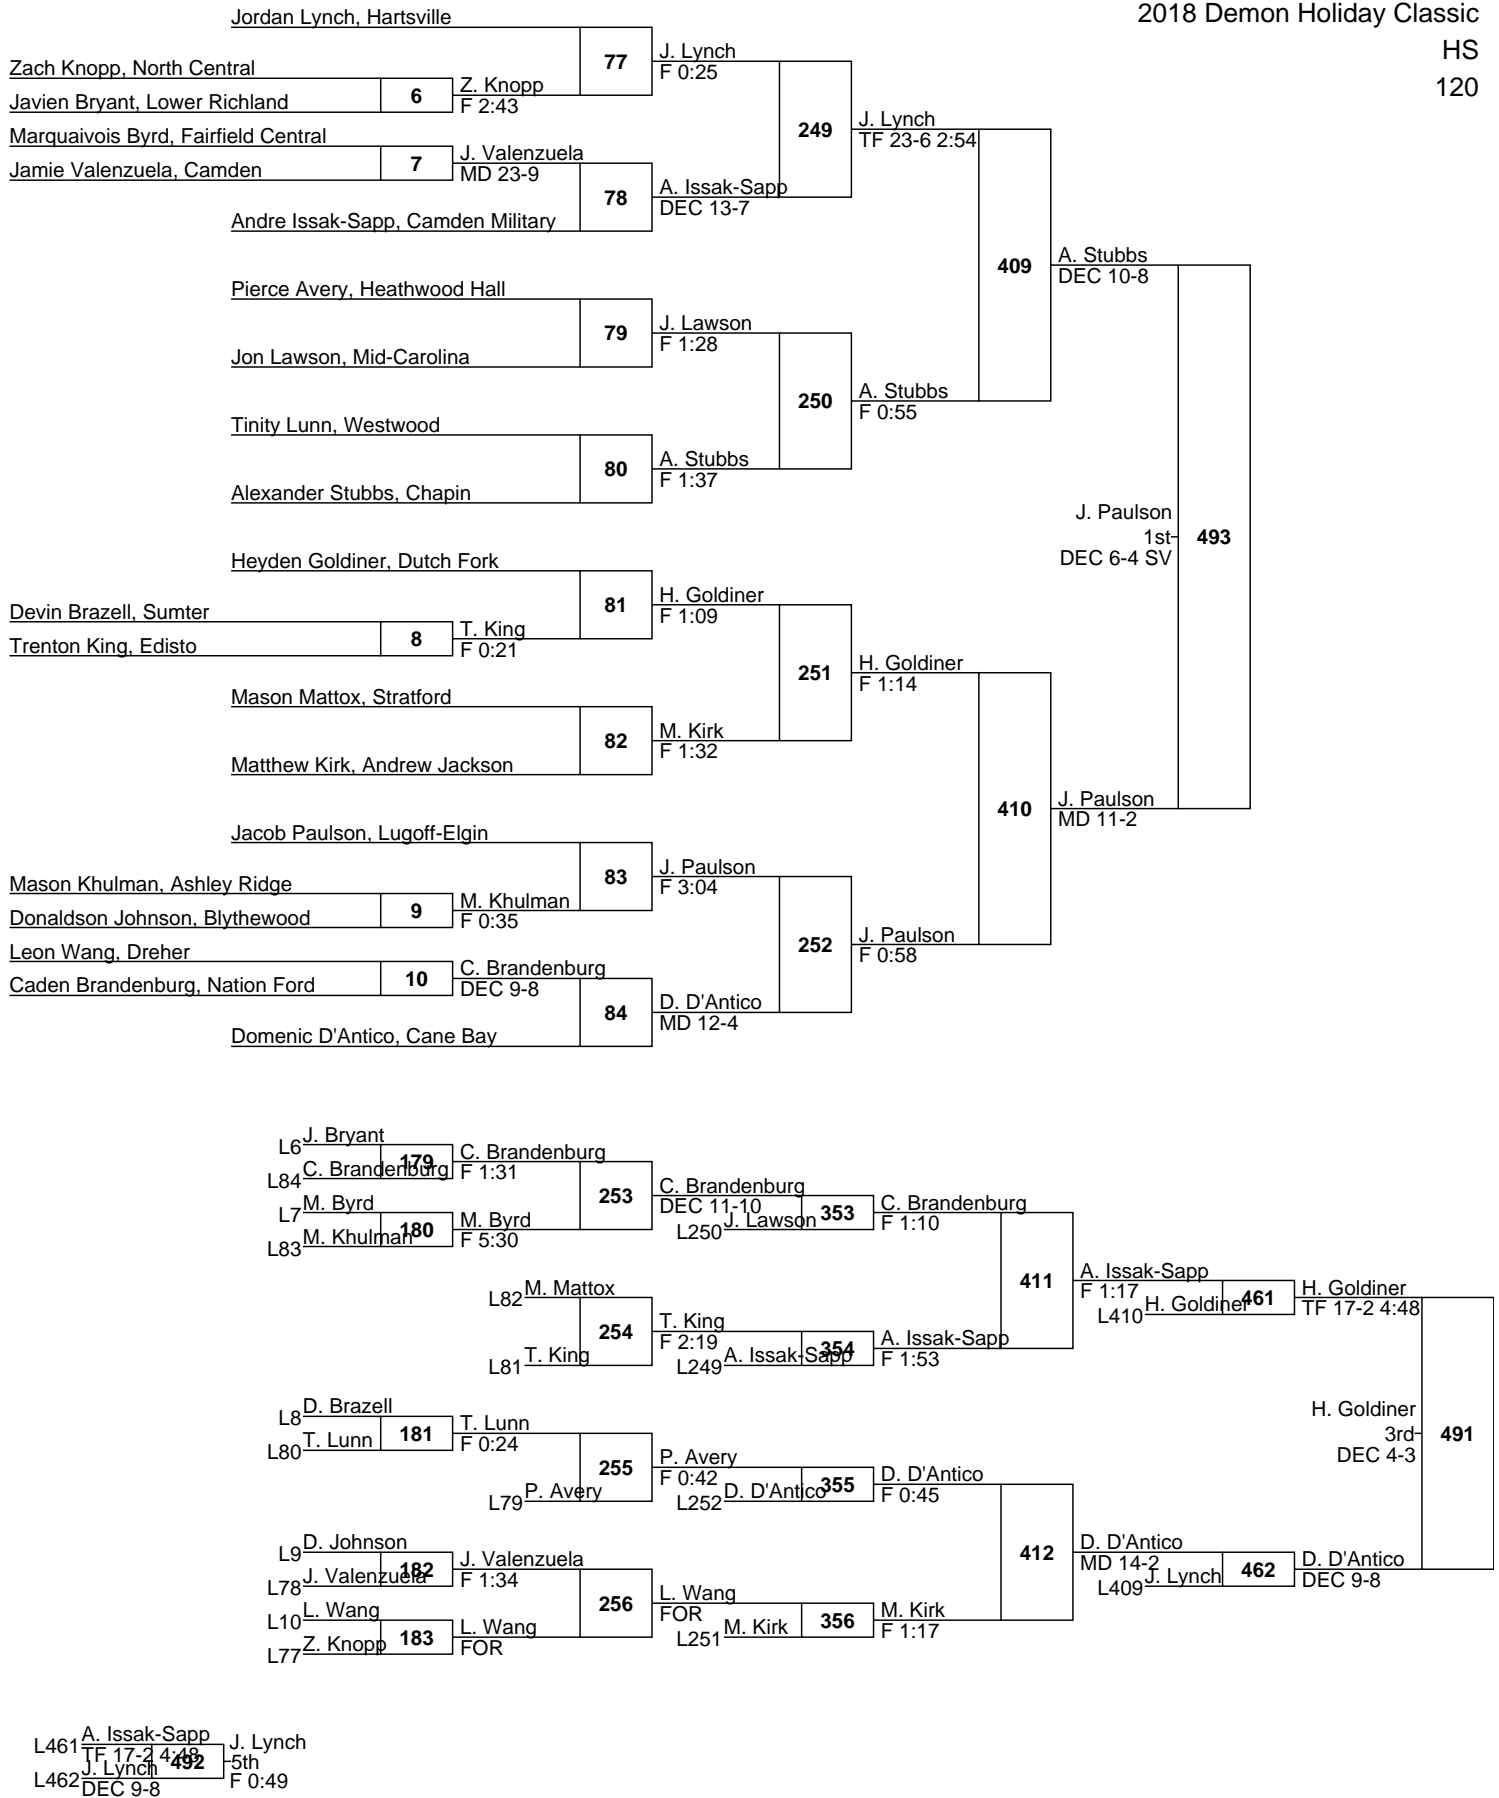 2018 Demon Holiday Classic
HS
120
Jordan Lynch, Hartsville
77
J. Lynch
F 0:25
Zach Knopp, North Central
6
Z. Knopp
F 2:43
Javien Bryant, Lower Richland
249
J. Lynch
TF 23-6 2:54
Marquaivois Byrd, Fairfield Central
7
J. Valenzuela
MD 23-9
Jamie Valenzuela, Camden
78
A. Issak-Sapp
DEC 13-7
Andre Issak-Sapp, Camden Military
409
A. Stubbs
DEC 10-8
Pierce Avery, Heathwood Hall
79
J. Lawson
F 1:28
Jon Lawson, Mid-Carolina
250
A. Stubbs
F 0:55
Tinity Lunn, Westwood
80
A. Stubbs
F 1:37
Alexander Stubbs, Chapin
J. Paulson
1st
493
DEC 6-4 SV
Heyden Goldiner, Dutch Fork
81
H. Goldiner
F 1:09
Devin Brazell, Sumter
8
T. King
F 0:21
Trenton King, Edisto
251
H. Goldiner
F 1:14
Mason Mattox, Stratford
82
M. Kirk
F 1:32
Matthew Kirk, Andrew Jackson
410
J. Paulson
MD 11-2
Jacob Paulson, Lugoff-Elgin
83
J. Paulson
F 3:04
Mason Khulman, Ashley Ridge
9
M. Khulman
F 0:35
Donaldson Johnson, Blythewood
252
J. Paulson
F 0:58
Leon Wang, Dreher
10
C. Brandenburg
DEC 9-8
Caden Brandenburg, Nation Ford
84
D. D'Antico
MD 12-4
Domenic D'Antico, Cane Bay
L6
J. Bryant
179
C. Brandenburg
F 1:31
L84
C. Brandenburg
253
C. Brandenburg
DEC 11-10
L7
M. Byrd
180
M. Byrd
F 5:30
L83
M. Khulman
L250
J. Lawson
353
C. Brandenburg
F 1:10
411
A. Issak-Sapp
F 1:17
L82
M. Mattox
254
T. King
F 2:19
L81
T. King
L249
A. Issak-Sapp
354
A. Issak-Sapp
F 1:53
L410
H. Goldiner
461
H. Goldiner
TF 17-2 4:48
L8
D. Brazell
181
T. Lunn
F 0:24
L80
T. Lunn
255
P. Avery
F 0:42
L79
P. Avery
L252
D. D'Antico
355
D. D'Antico
F 0:45
H. Goldiner
3rd
491
DEC 4-3
412
D. D'Antico
MD 14-2
L9
D. Johnson
182
J. Valenzuela
F 1:34
L78
J. Valenzuela
256
L. Wang
FOR
L10
L. Wang
183
L. Wang
FOR
L77
Z. Knopp
L251
M. Kirk
356
M. Kirk
F 1:17
L409
J. Lynch
462
D. D'Antico
DEC 9-8
L461
A. Issak-Sapp
TF 17-2 4:48
492
J. Lynch
5th
F 0:49
L462
J. Lynch
DEC 9-8